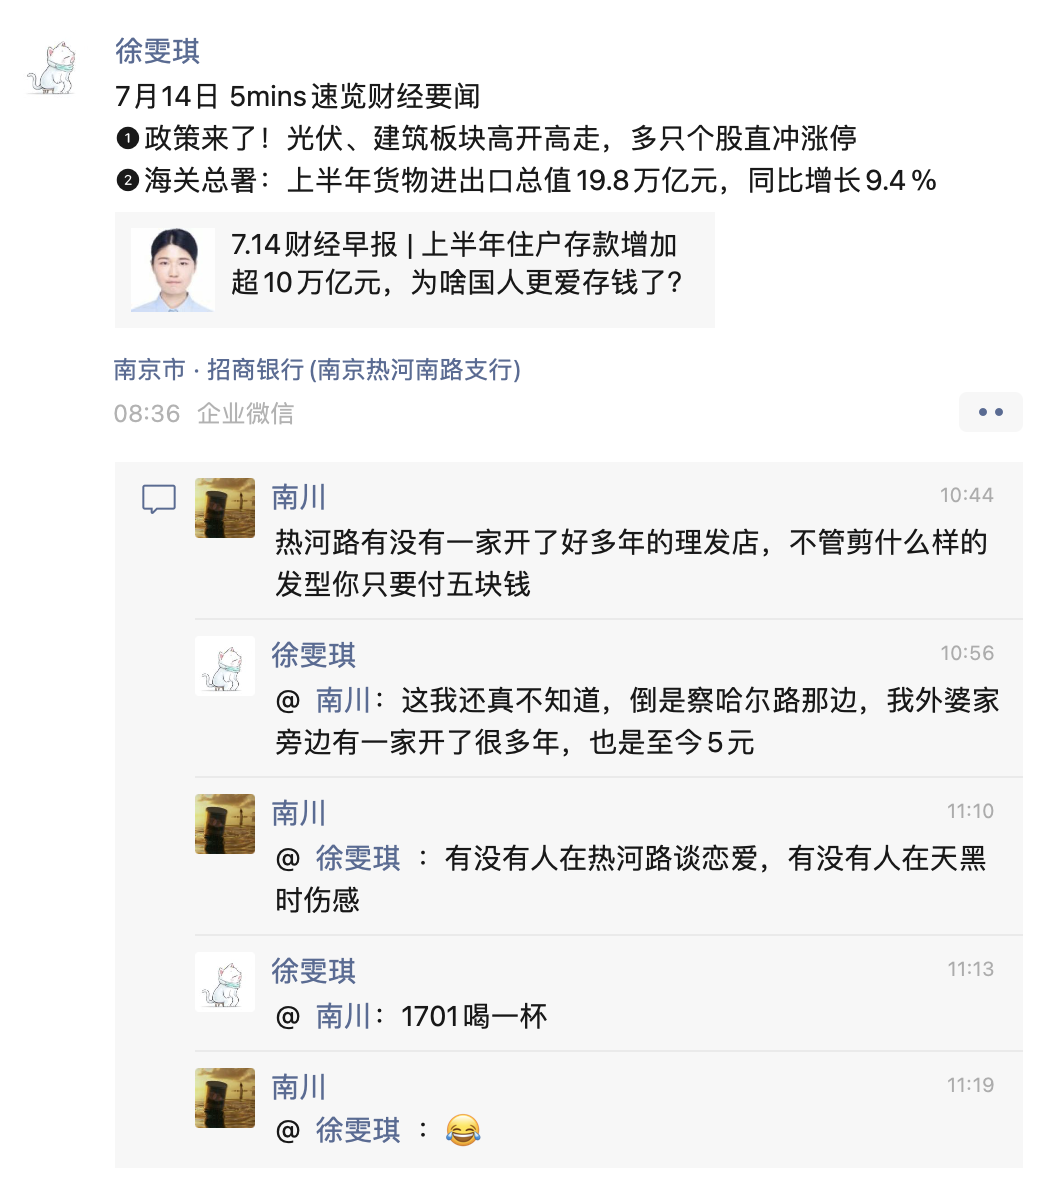 徐雯琪
7月14日 5mins速览财经要闻
❶政策来了！光伏、建筑板块高开高走，多只个股直冲涨停
❷海关总署：上半年货物进出口总值19.8万亿元，同比增长9.4%
7.14财经早报 | 上半年住户存款增加
超10万亿元，为啥国人更爱存钱了?
南京市 · 招商银行(南京热河南路支行)
08:36 企业微信
南川 10:44
热河路有没有一家开了好多年的理发店，不管剪什么样的
发型你只要付五块钱
徐雯琪 10:56
@ 南川：这我还真不知道，倒是察哈尔路那边，我外婆家
旁边有一家开了很多年，也是至今5元
南川 11:10
@ 徐雯琪 ：有没有人在热河路谈恋爱，有没有人在天黑
时伤感
徐雯琪 11:13
@ 南川：1701喝一杯
南川 11:19
@ 徐雯琪 ：😂